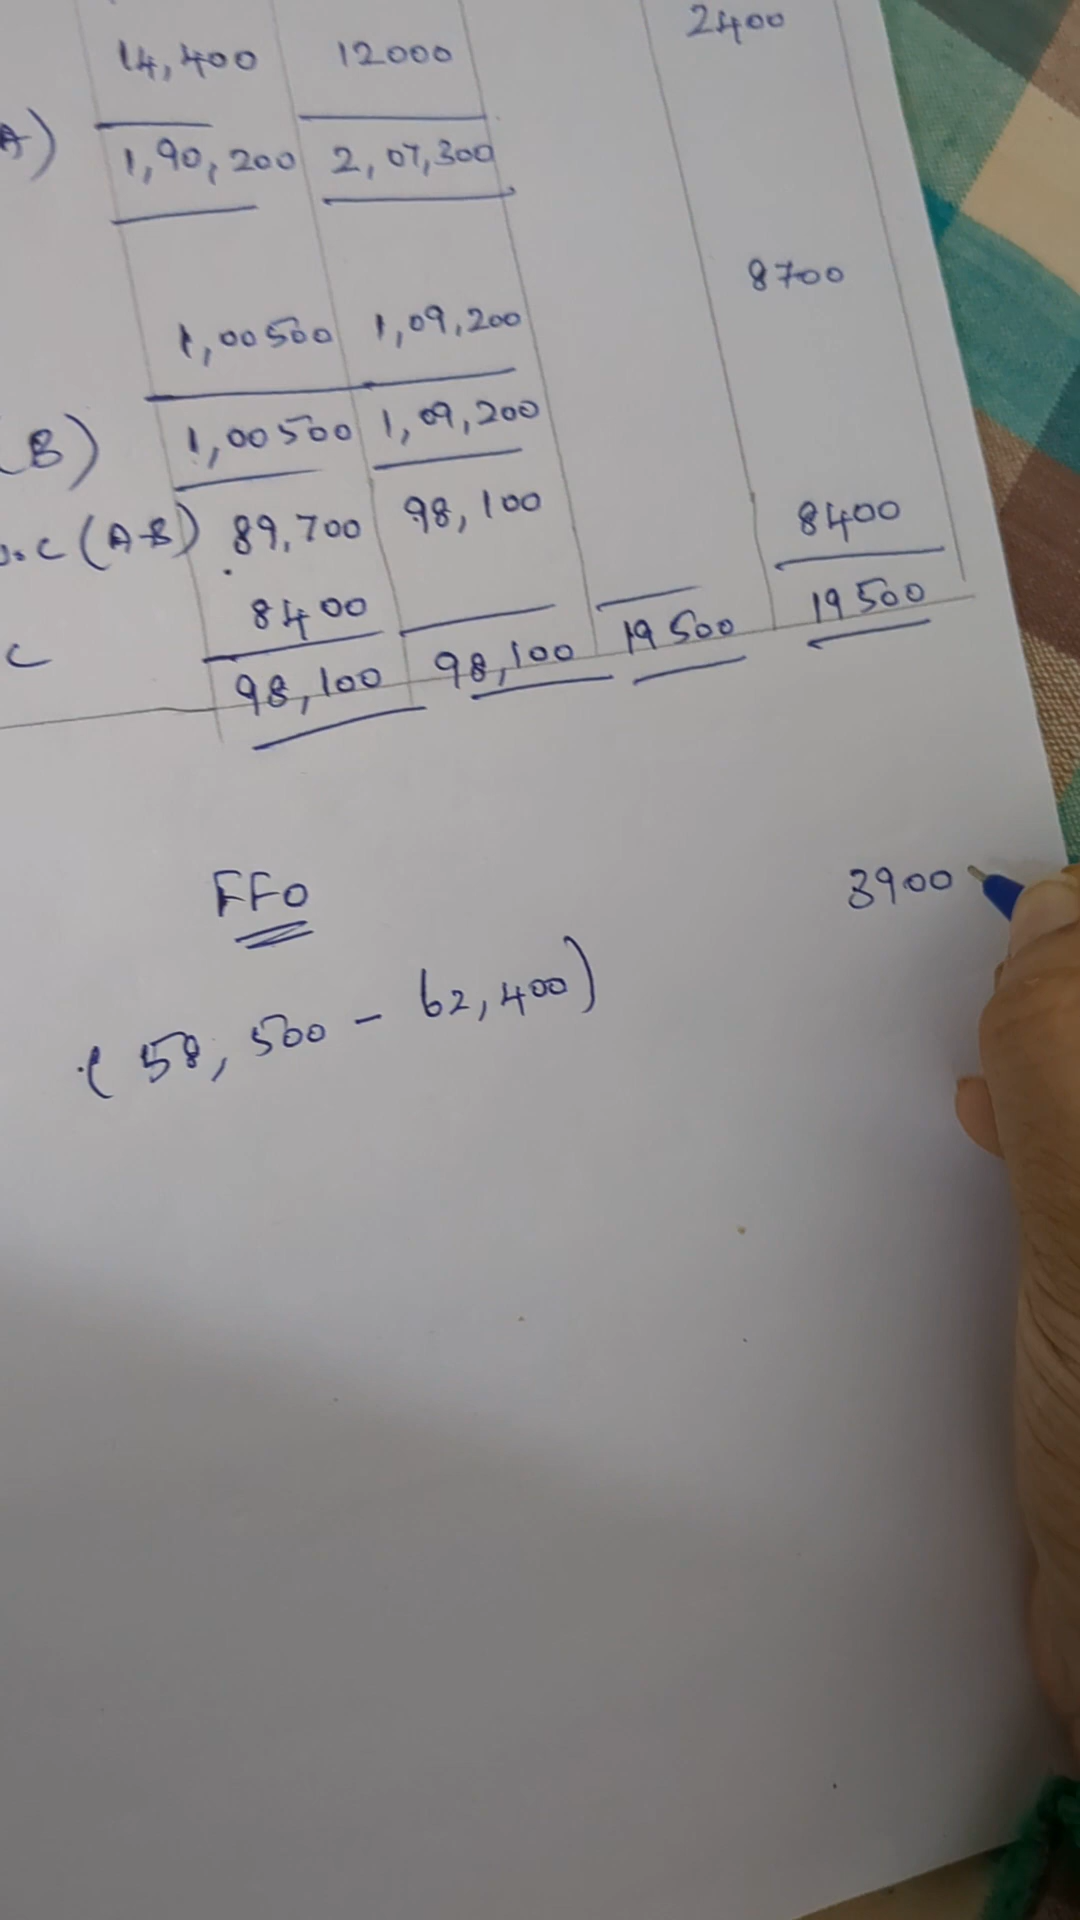 14,400 12000 2400
A) 1,90,200 2,07,300
8700
1,00500 1,09,200
(B) 1,00500 1,09,200
.C (A-B) 89,700 98,100 8400
8400
C 98,100 98,100 19500 19500
FFO 3900
(58,500 - 62,400)